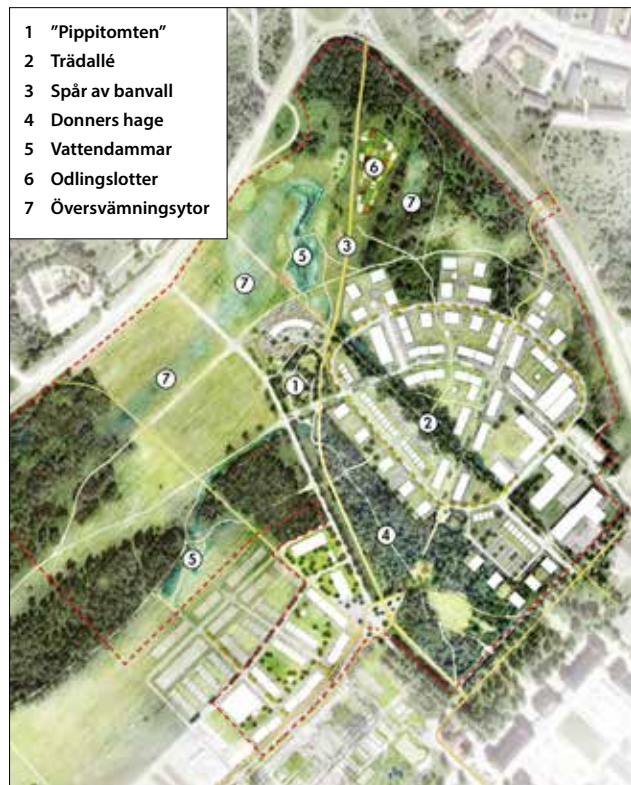 1 "Pippitomten"
2 Trädallé
3 Spår av banvall
4 Donners hage
5 Vattendammar
6 Odlingslotter
7 Översvämningsytor
6
7
5
3
7
1
7
2
4
5